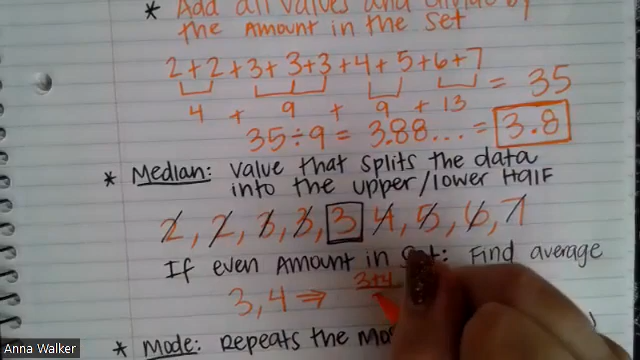 * Add all values and divide by
the Amount in the Set
2+2+3+3+3+4+5+6+7 = 35
4 + 9 + 9 + 13
35÷9 = 3.88... = 3.8
* Median: Value that splits the data
into the upper/lower Half
2, 2, 3, 3, 3 4, 5, 6, 7
If even Amount in Set: Find average
3,4 ⇒ 3+4
* Mode: Repeats the
Anna Walker